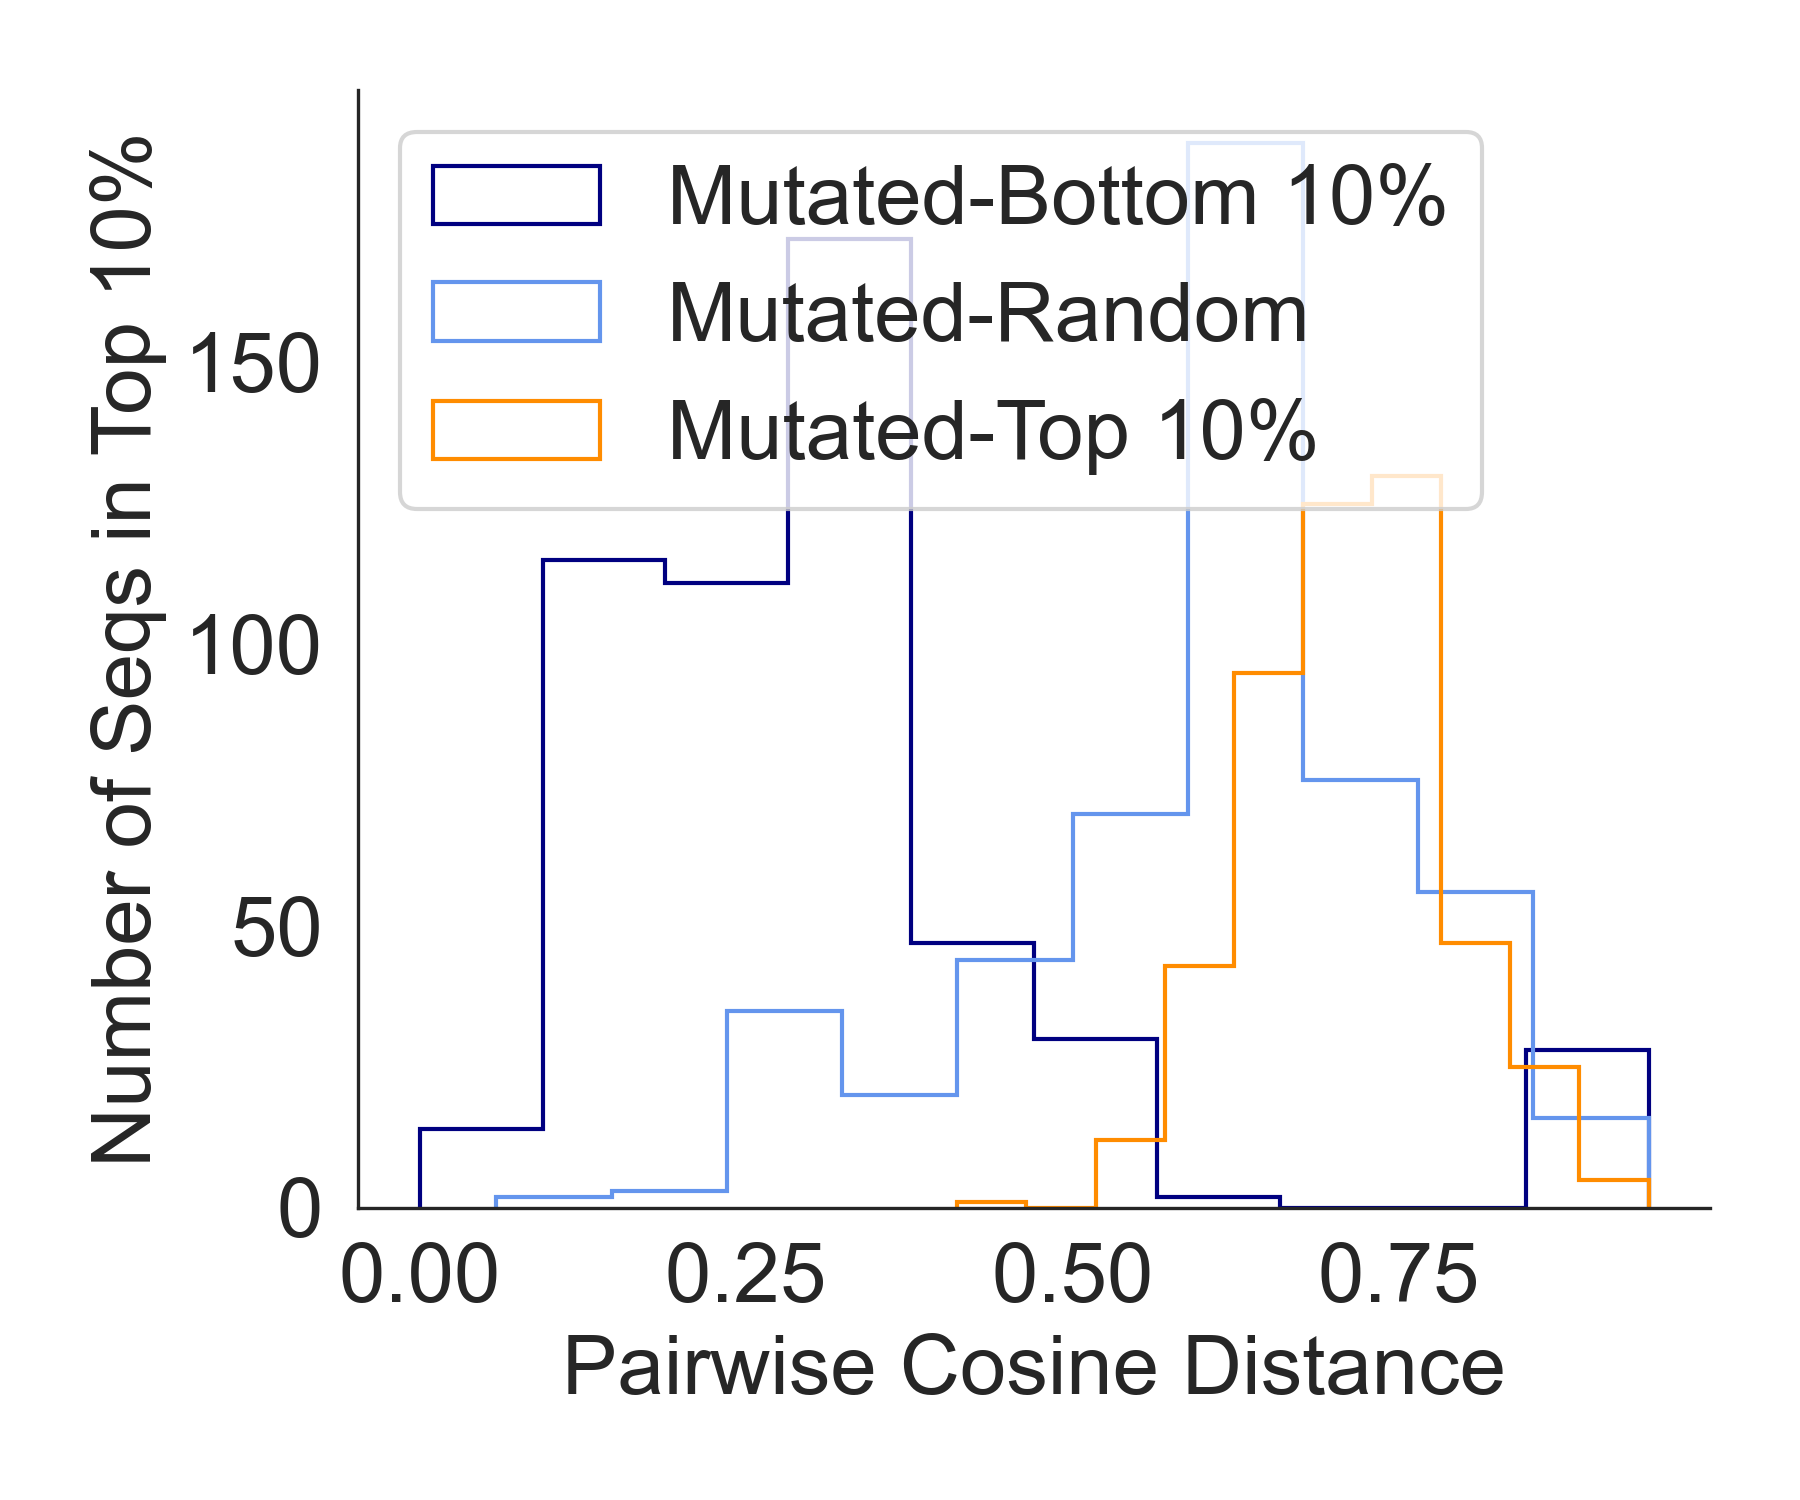 Number of Seqs in Top 10%
150
100
50
0
Mutated-Bottom 10%
Mutated-Random
Mutated-Top 10%
0.00 0.25 0.50 0.75
Pairwise Cosine Distance